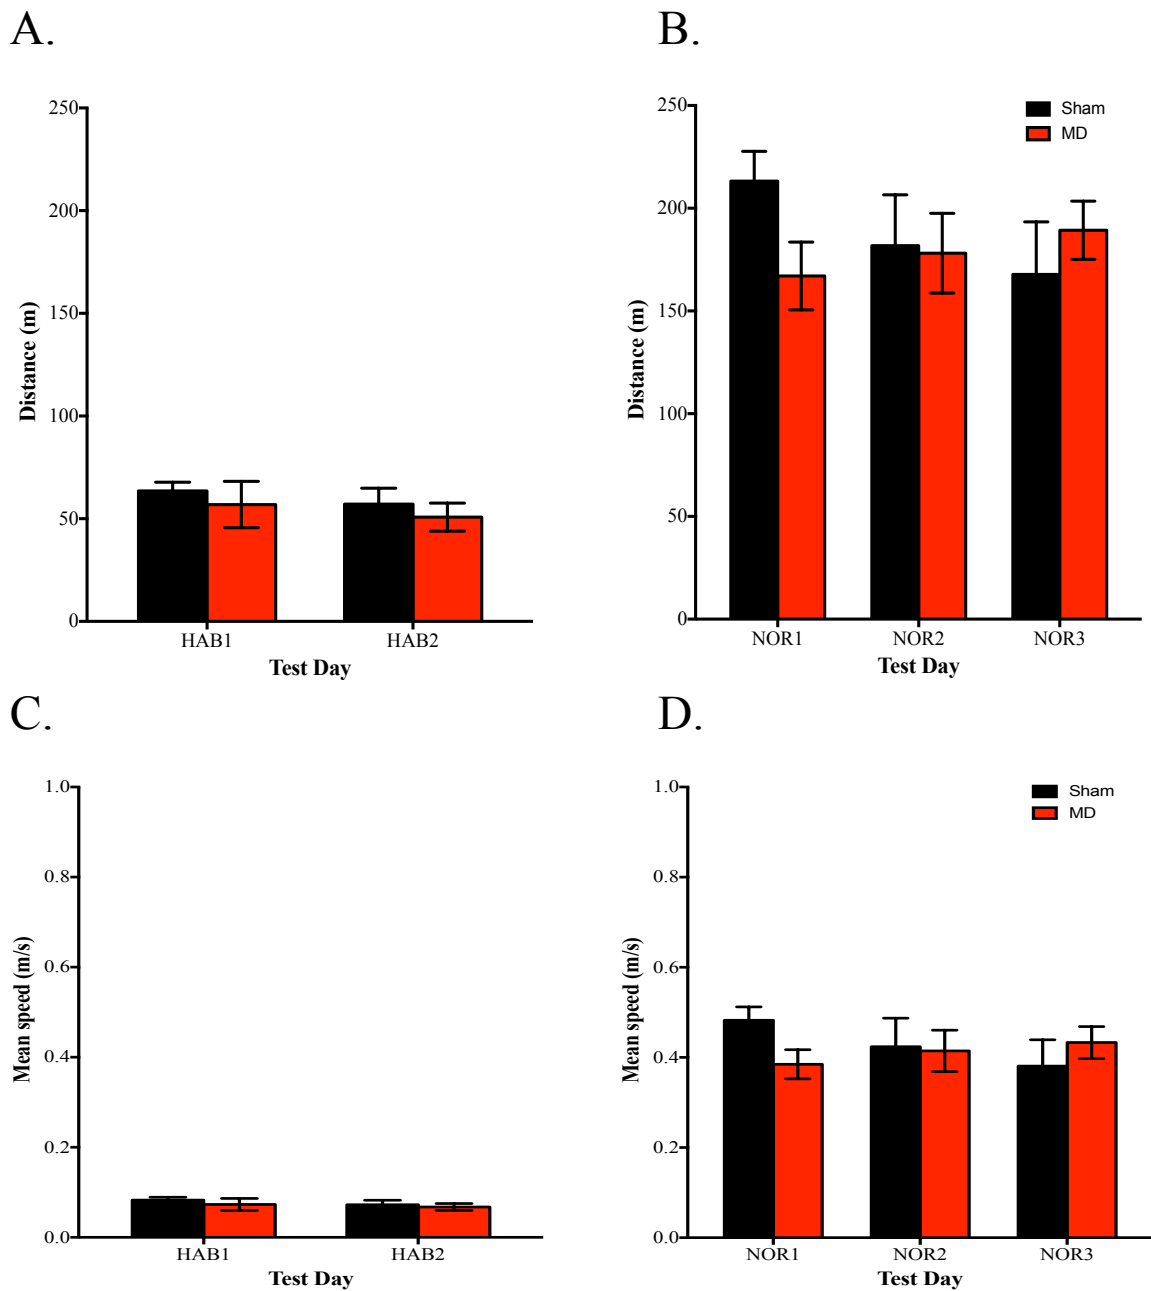 A.
250
200
150
100
50
0
Distance (m)
HAB1 HAB2
Test Day
B.
250
200
150
100
50
0
Distance (m)
Sham
MD
NOR1 NOR2 NOR3
Test Day
C.
1.0
0.8
0.6
0.4
0.2
0.0
Mean speed (m/s)
HAB1 HAB2
Test Day
D.
1.0
0.8
0.6
0.4
0.2
0.0
Mean speed (m/s)
Sham
MD
NOR1 NOR2 NOR3
Test Day